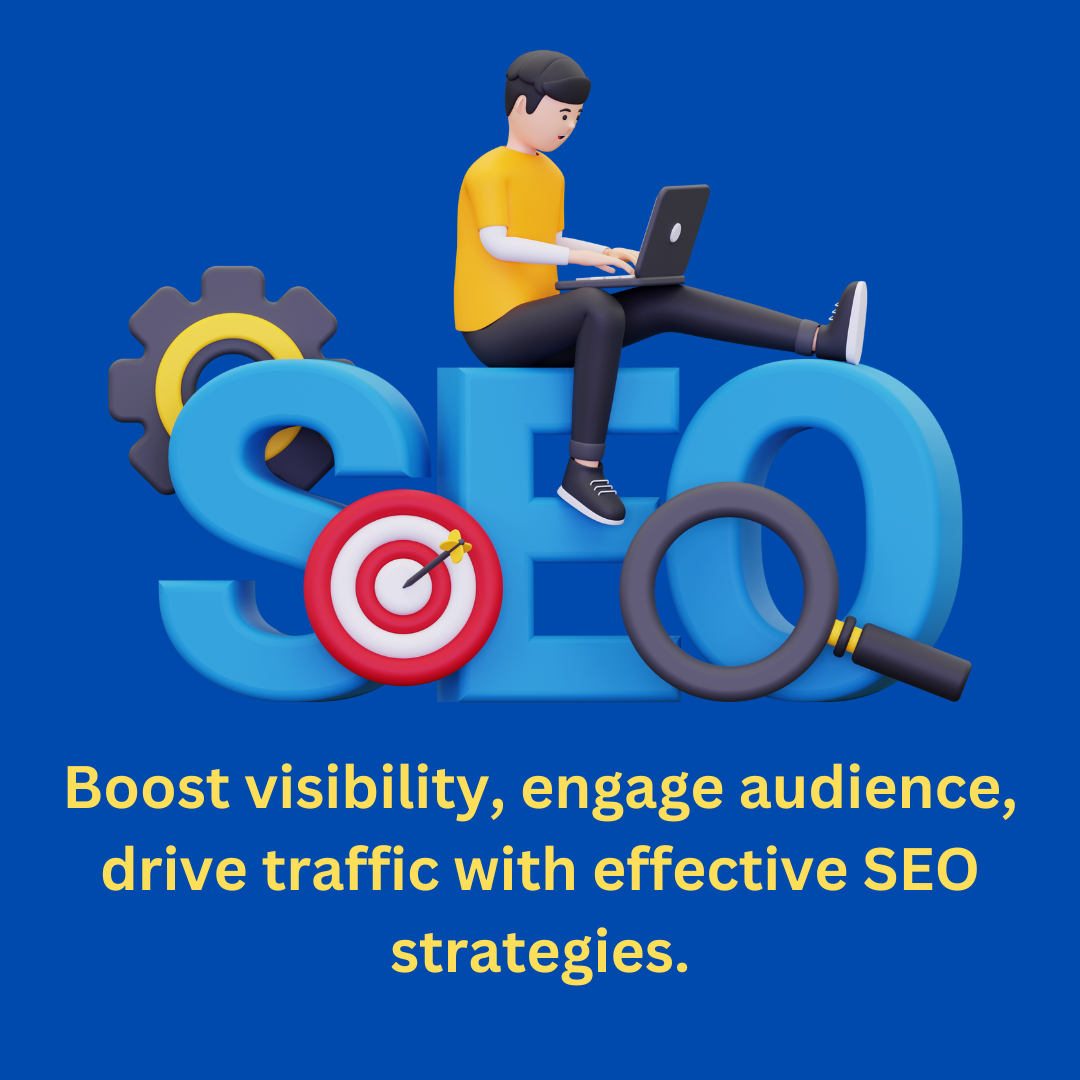 SEO
Boost visibility, engage audience,
drive traffic with effective SEO
strategies.